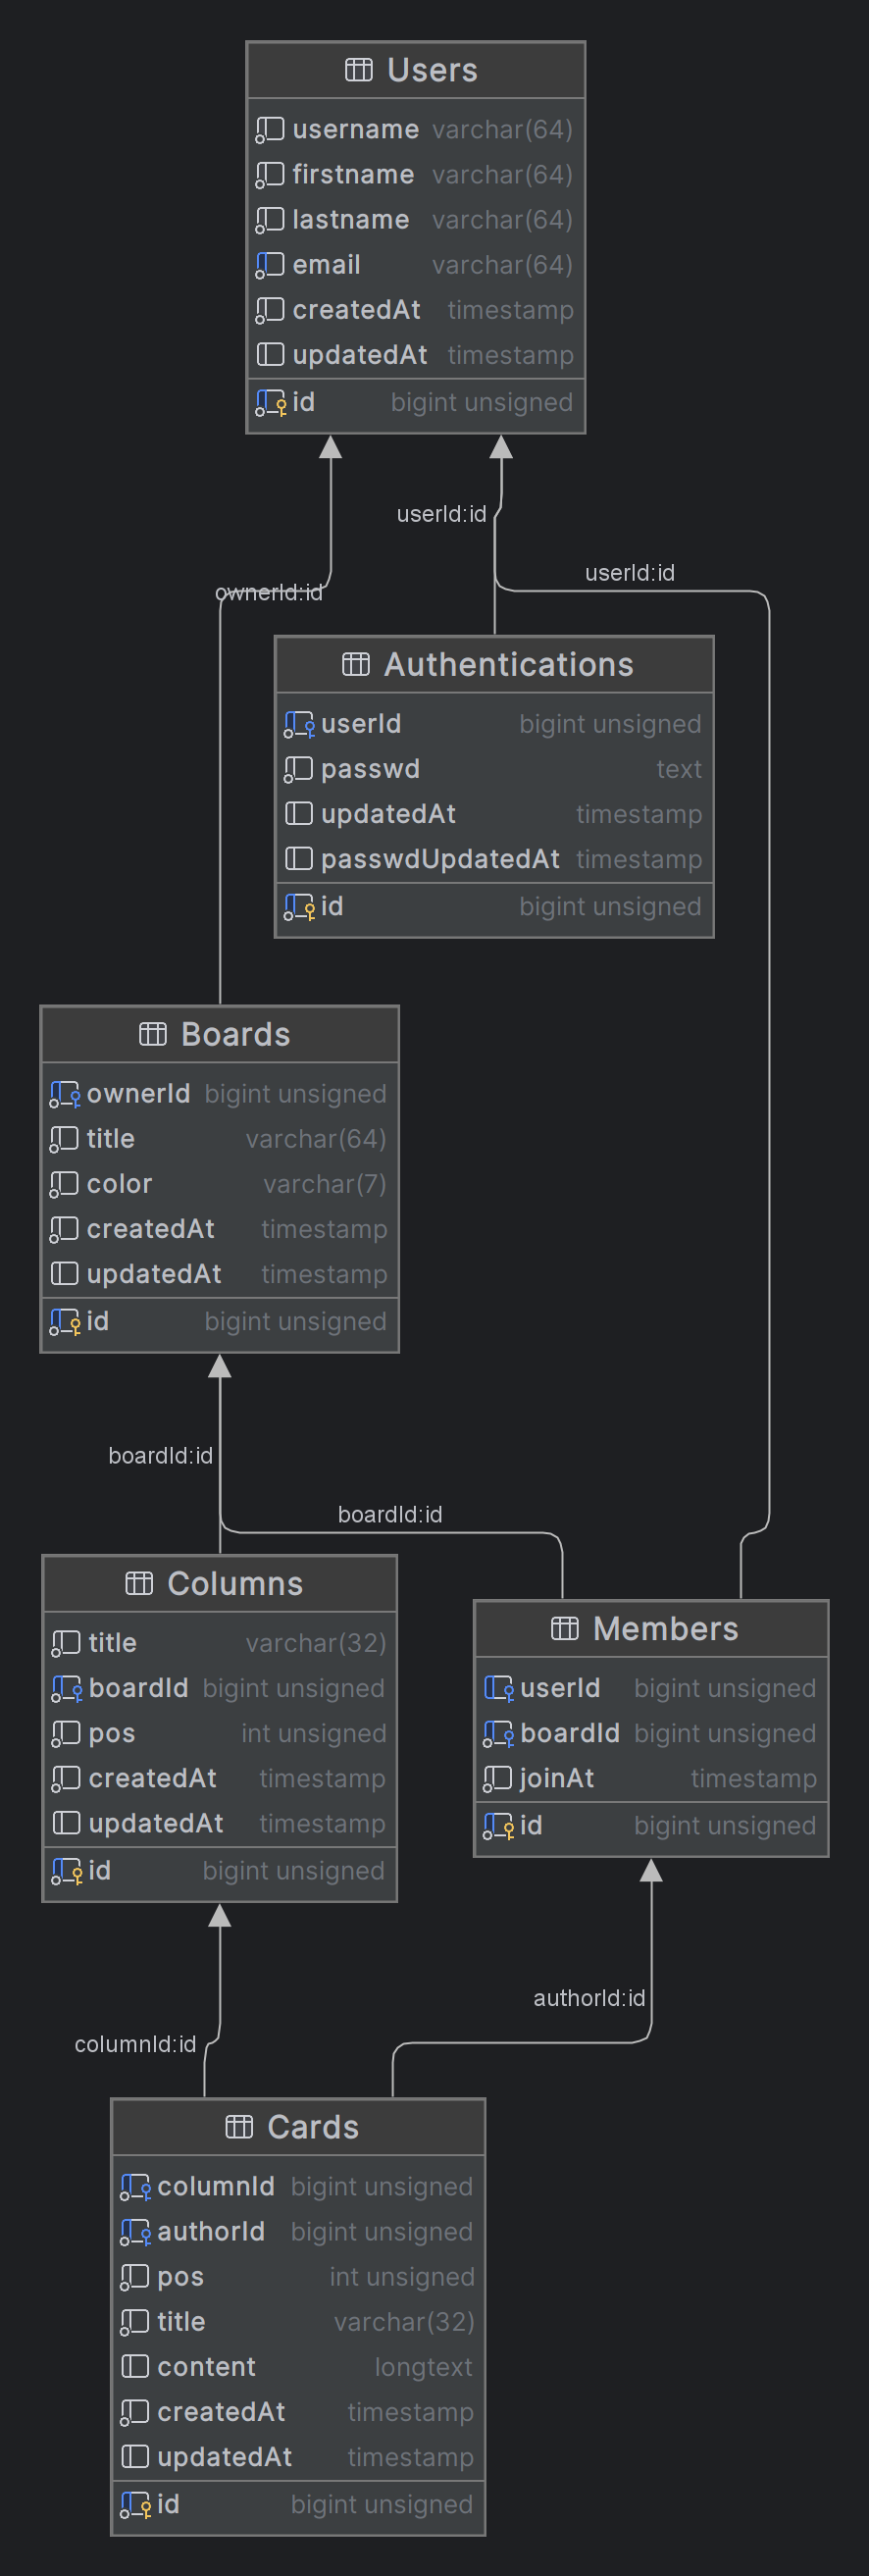 Users
username varchar(64)
firstname varchar(64)
lastname varchar(64)
email varchar(64)
createdAt timestamp
updatedAt timestamp
id bigint unsigned
userId:id
userId:id
ownerId:id
Authentications
userId bigint unsigned
passwd text
updatedAt timestamp
passwdUpdatedAt timestamp
id bigint unsigned
Boards
ownerId bigint unsigned
title varchar(64)
color varchar(7)
createdAt timestamp
updatedAt timestamp
id bigint unsigned
boardId:id
boardId:id
Columns
title varchar(32)
boardId bigint unsigned
pos int unsigned
createdAt timestamp
updatedAt timestamp
id bigint unsigned
Members
userId bigint unsigned
boardId bigint unsigned
joinAt timestamp
id bigint unsigned
authorId:id
columnId:id
Cards
columnId bigint unsigned
authorId bigint unsigned
pos int unsigned
title varchar(32)
content longtext
createdAt timestamp
updatedAt timestamp
id bigint unsigned